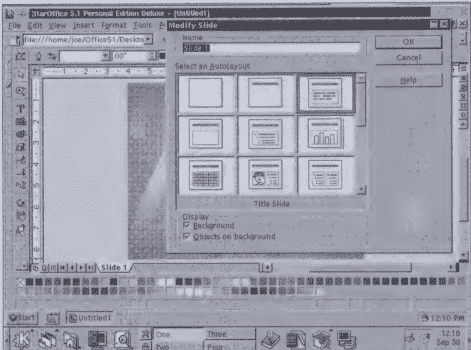 StarOffice 5.1 Personal Edition Deluxe - [Untitled1]
File Edit View Insert Format Tools
file:///home/joe/Office51/Deskto
.00"
Modify Slide
Name
Slide 1
Select an AutoLayout
Title Slide
Display
Background
Objects on background
OK
Cancel
Help
Slide 1
Start
Untitled1
12:10 PM
One Three
Two Four
12:10
Sep 30